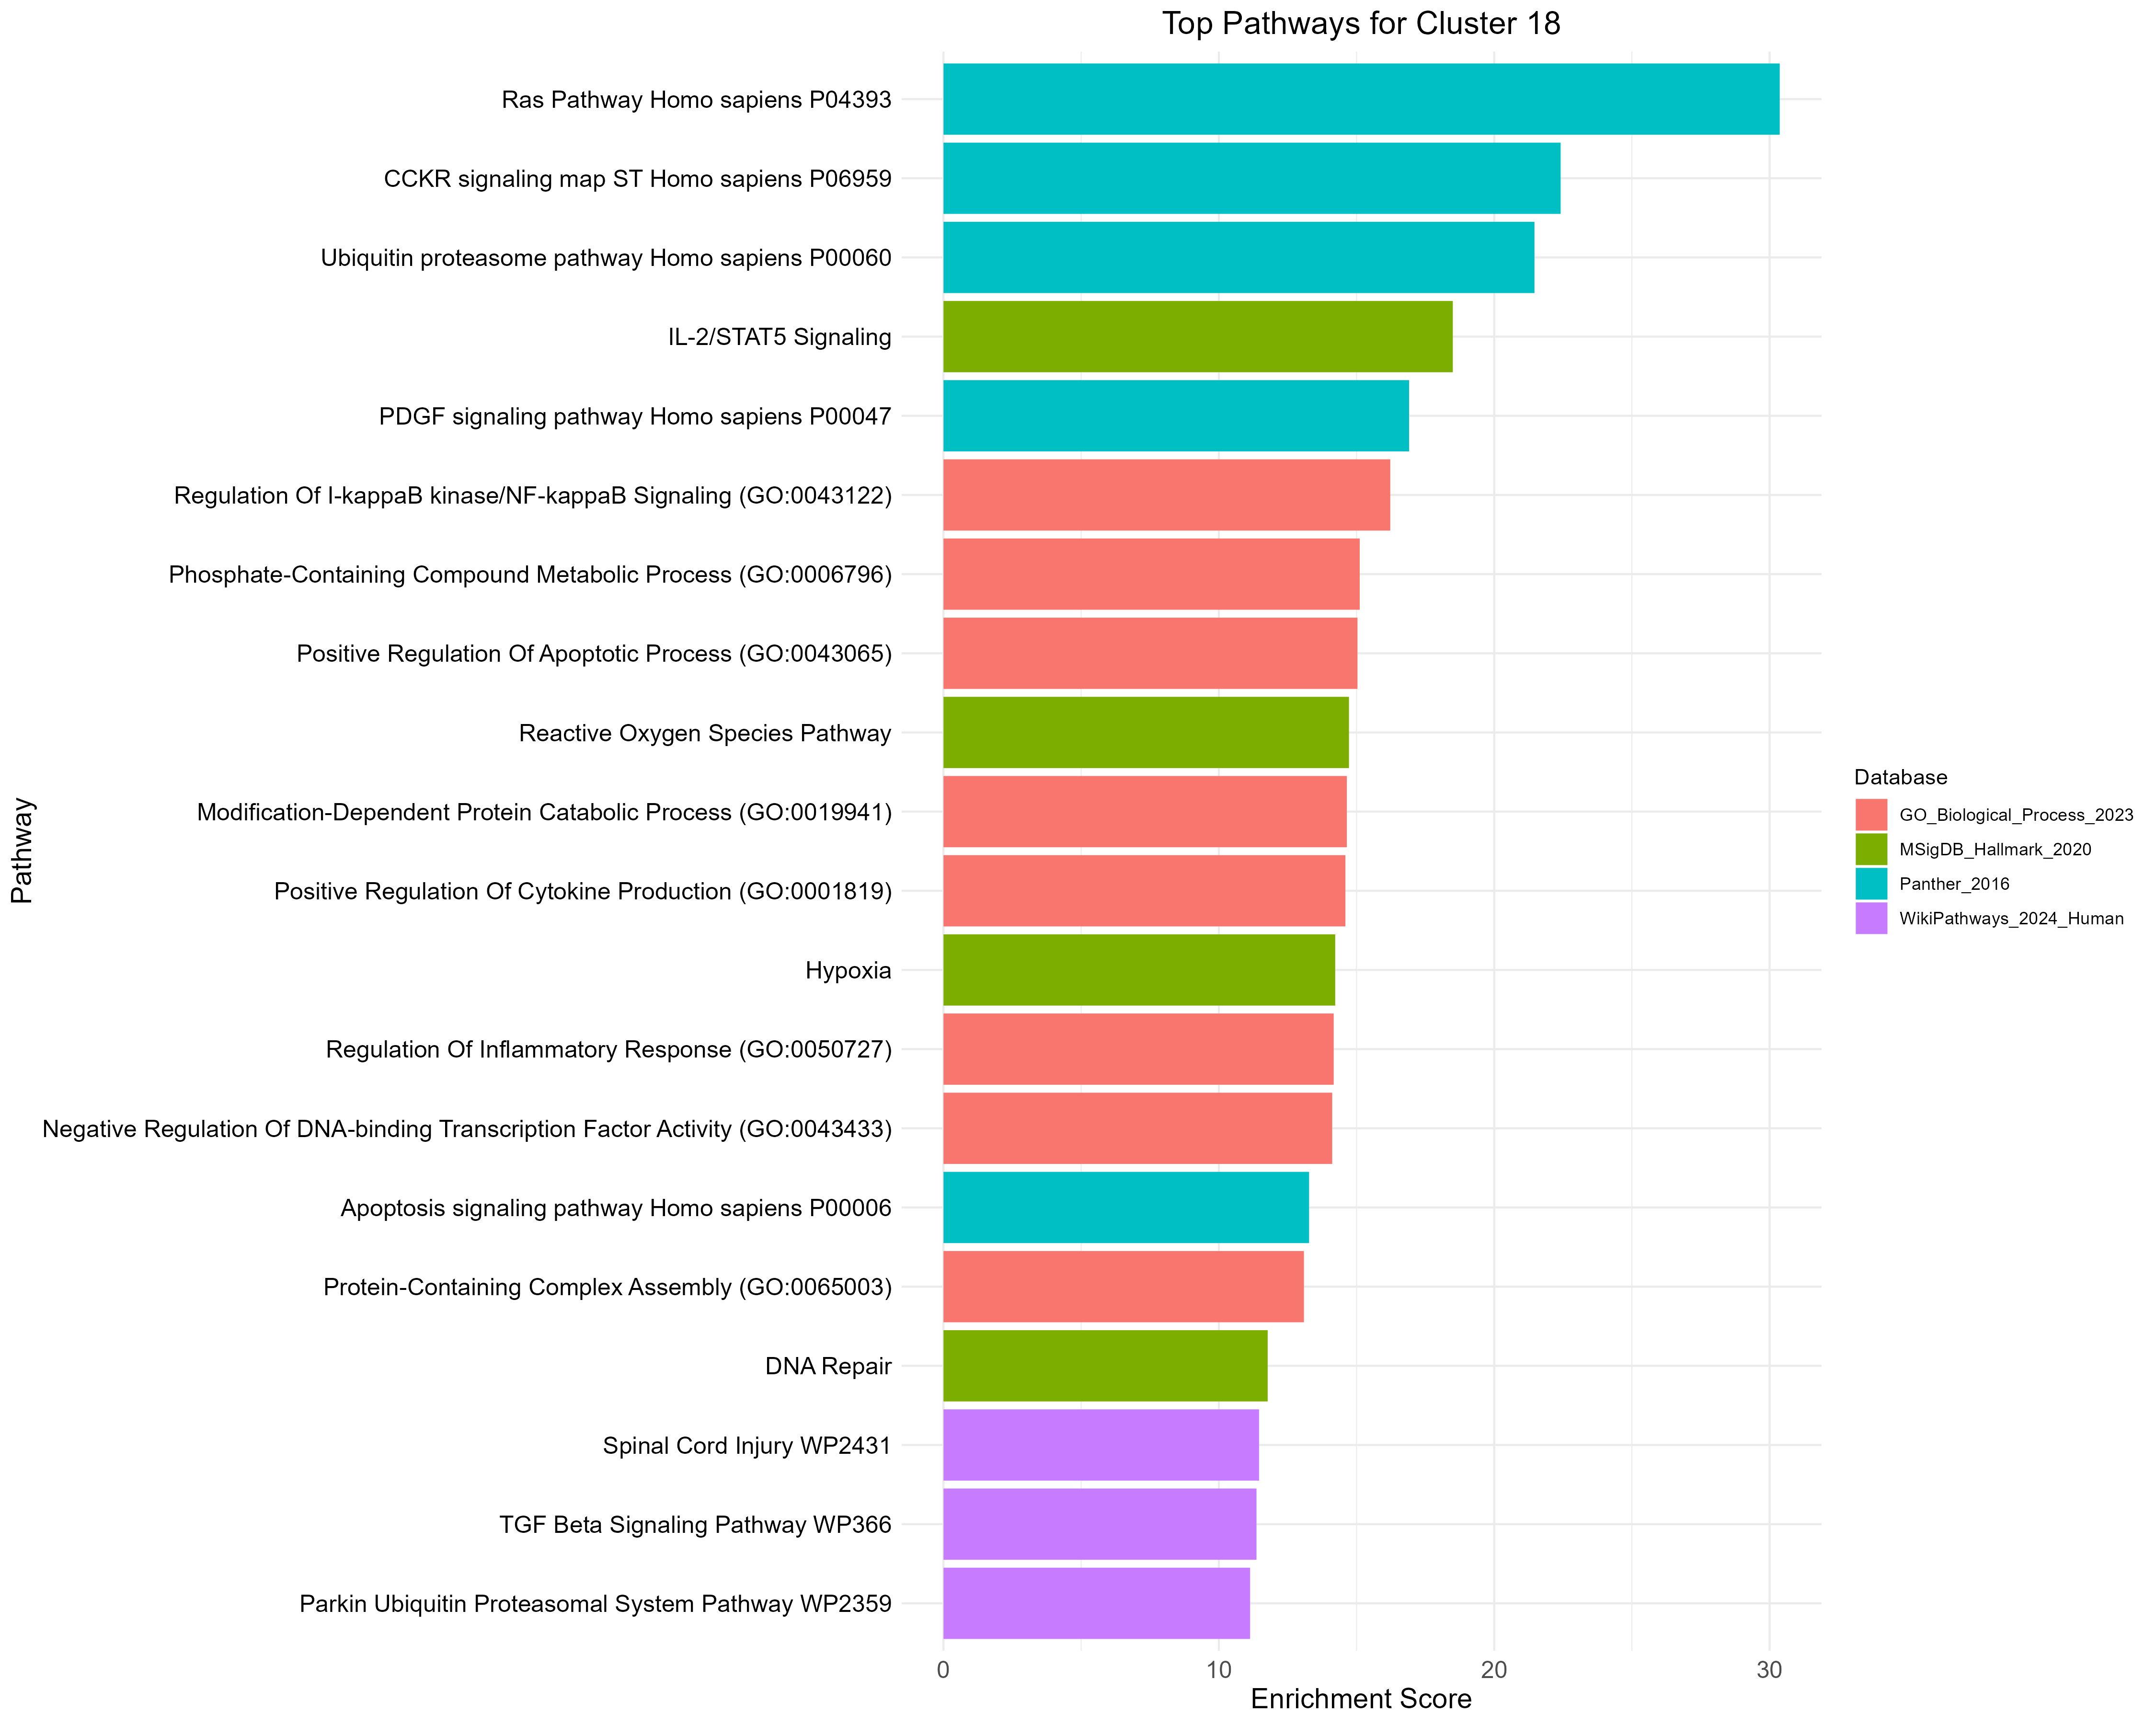 Top Pathways for Cluster 18
Pathway
Ras Pathway Homo sapiens P04393
CCKR signaling map ST Homo sapiens P06959
Ubiquitin proteasome pathway Homo sapiens P00060
IL-2/STAT5 Signaling
PDGF signaling pathway Homo sapiens P00047
Regulation Of I-kappaB kinase/NF-kappaB Signaling (GO:0043122)
Phosphate-Containing Compound Metabolic Process (GO:0006796)
Positive Regulation Of Apoptotic Process (GO:0043065)
Reactive Oxygen Species Pathway
Modification-Dependent Protein Catabolic Process (GO:0019941)
Positive Regulation Of Cytokine Production (GO:0001819)
Hypoxia
Regulation Of Inflammatory Response (GO:0050727)
Negative Regulation Of DNA-binding Transcription Factor Activity (GO:0043433)
Apoptosis signaling pathway Homo sapiens P00006
Protein-Containing Complex Assembly (GO:0065003)
DNA Repair
Spinal Cord Injury WP2431
TGF Beta Signaling Pathway WP366
Parkin Ubiquitin Proteasomal System Pathway WP2359
0 10 20 30
Enrichment Score
Database
GO_Biological_Process_2023
MSigDB_Hallmark_2020
Panther_2016
WikiPathways_2024_Human